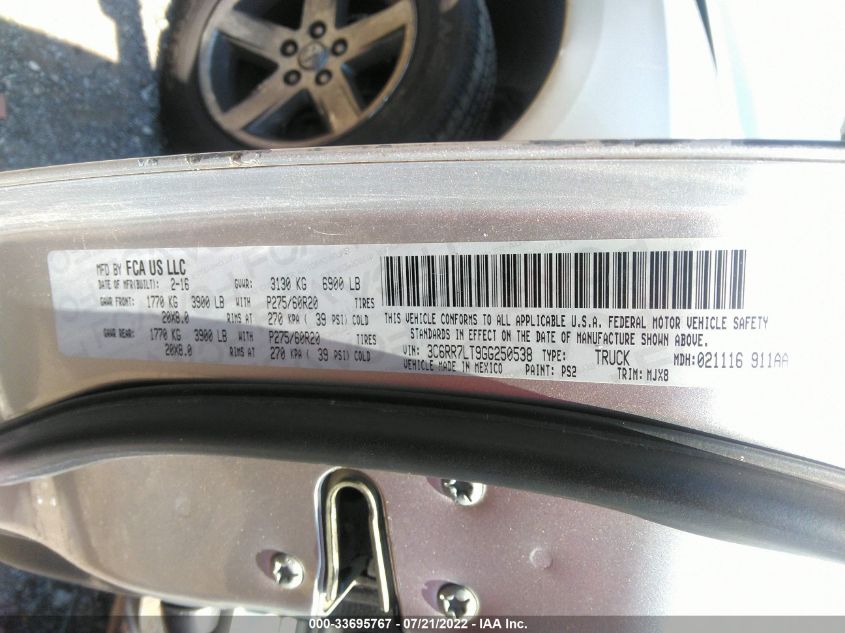 MFD BY FCA US LLC
DATE OF MFR(BUILT): 2-16 GVWR: 3130 KG 6900 LB
GAWR FRONT: 1770 KG 3900 LB WITH P275/60R20 TIRES
20X8.0 RIMS AT 270 KPA ( 39 PSI) COLD
GAWR REAR: 1770 KG 3900 LB WITH P275/60R20 TIRES
20X8.0 RIMS AT 270 KPA ( 39 PSI) COLD
THIS VEHICLE CONFORMS TO ALL APPLICABLE U.S.A. FEDERAL MOTOR VEHICLE SAFETY
STANDARDS IN EFFECT ON THE DATE OF MANUFACTURE SHOWN ABOVE.
VIN: 3C6RR7LT9GG250538 TYPE: TRUCK MDH:021116 911AA
VEHICLE MADE IN MEXICO PAINT: PS2 TRIM: MJX8
000-33695767 - 07/21/2022 - IAA Inc.